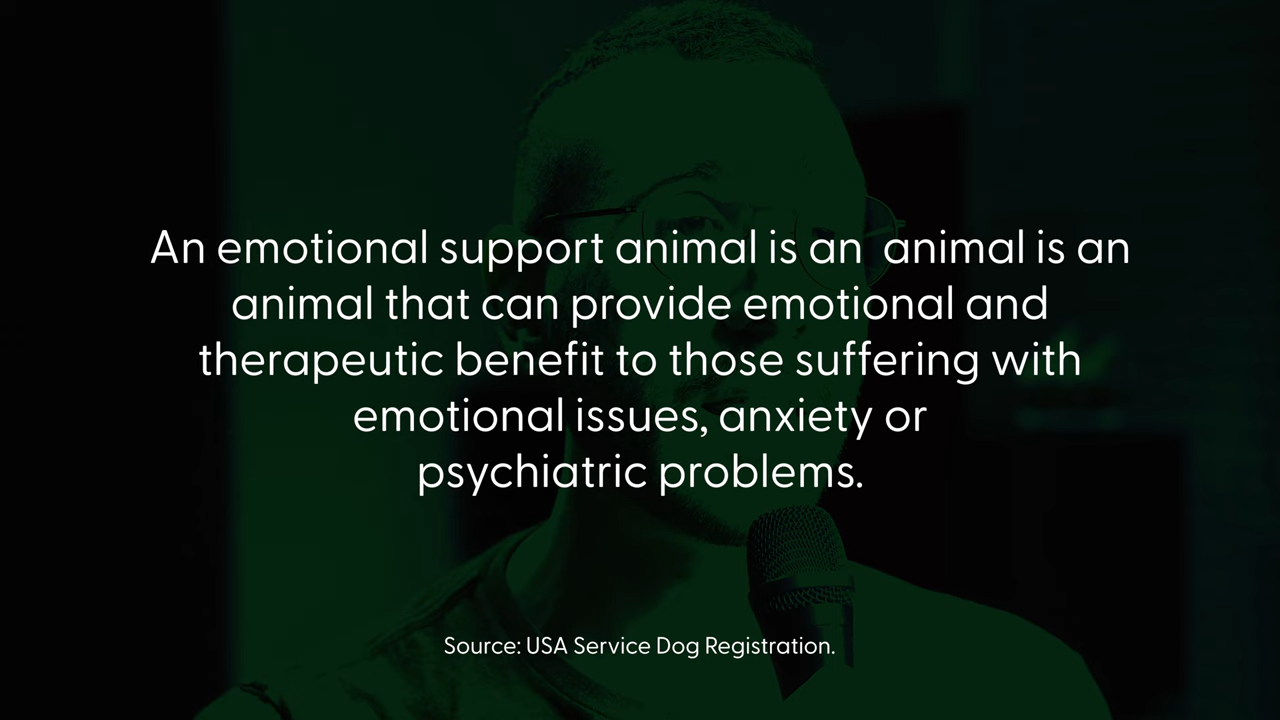 An emotional support animal is an  animal is an
animal that can provide emotional and
therapeutic benefit to those suffering with
emotional issues, anxiety or
psychiatric problems.
Source: USA Service Dog Registration.